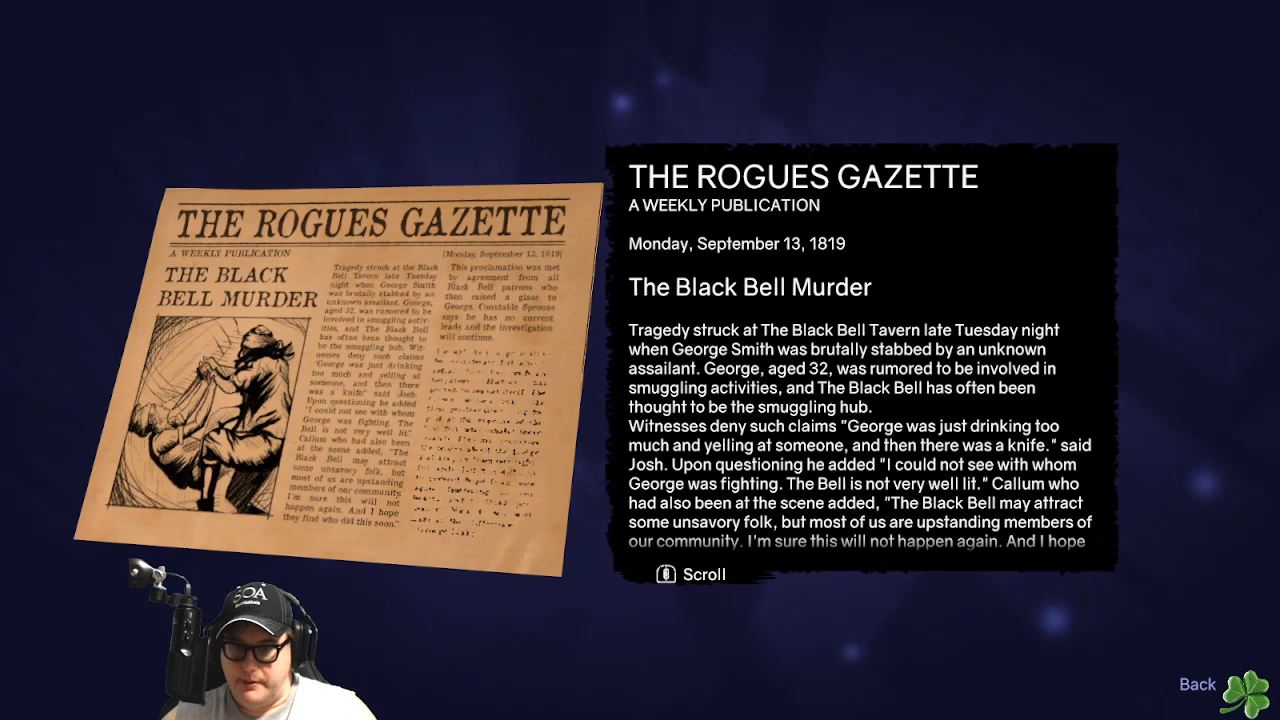 THE ROGUES GAZETTE
A WEEKLY PUBLICATION
[Monday, September 13, 1819]
THE BLACK
BELL MURDER
Tragedy struck at the Black
Bell Tavern late Tuesday
night when George Smith
was brutally stabbed by an
unknown assailant. George,
aged 32, was rumored to be
involved in smuggling activ-
ities, and The Black Bell
has often been thought to
be the smuggling hub. Wit-
nesses deny such claims
"George was just drinking
too much and yelling at
someone, and then there
was a knife." said Josh.
Upon questioning he added
"I could not see with whom
George was fighting. The
Bell is not very well lit."
Callum who had also been
at the scene added, "The
Black Bell may attract
some unsavory folk, but
most of us are upstanding
members of our community.
I'm sure this will not
happen again. And I hope
they find who did this soon."
This proclamation was met
by agreement from all
Black Bell patrons who
then raised a glass to
George. Constable Sprouse
says he has no current
leads and the investigation
will continue.
THE ROGUES GAZETTE
A WEEKLY PUBLICATION
Monday, September 13, 1819
The Black Bell Murder
Tragedy struck at The Black Bell Tavern late Tuesday night
when George Smith was brutally stabbed by an unknown
assailant. George, aged 32, was rumored to be involved in
smuggling activities, and The Black Bell has often been
thought to be the smuggling hub.
Witnesses deny such claims "George was just drinking too
much and yelling at someone, and then there was a knife." said
Josh. Upon questioning he added "I could not see with whom
George was fighting. The Bell is not very well lit." Callum who
had also been at the scene added, "The Black Bell may attract
some unsavory folk, but most of us are upstanding members of
our community. I'm sure this will not happen again. And I hope
Scroll
SOA
Back